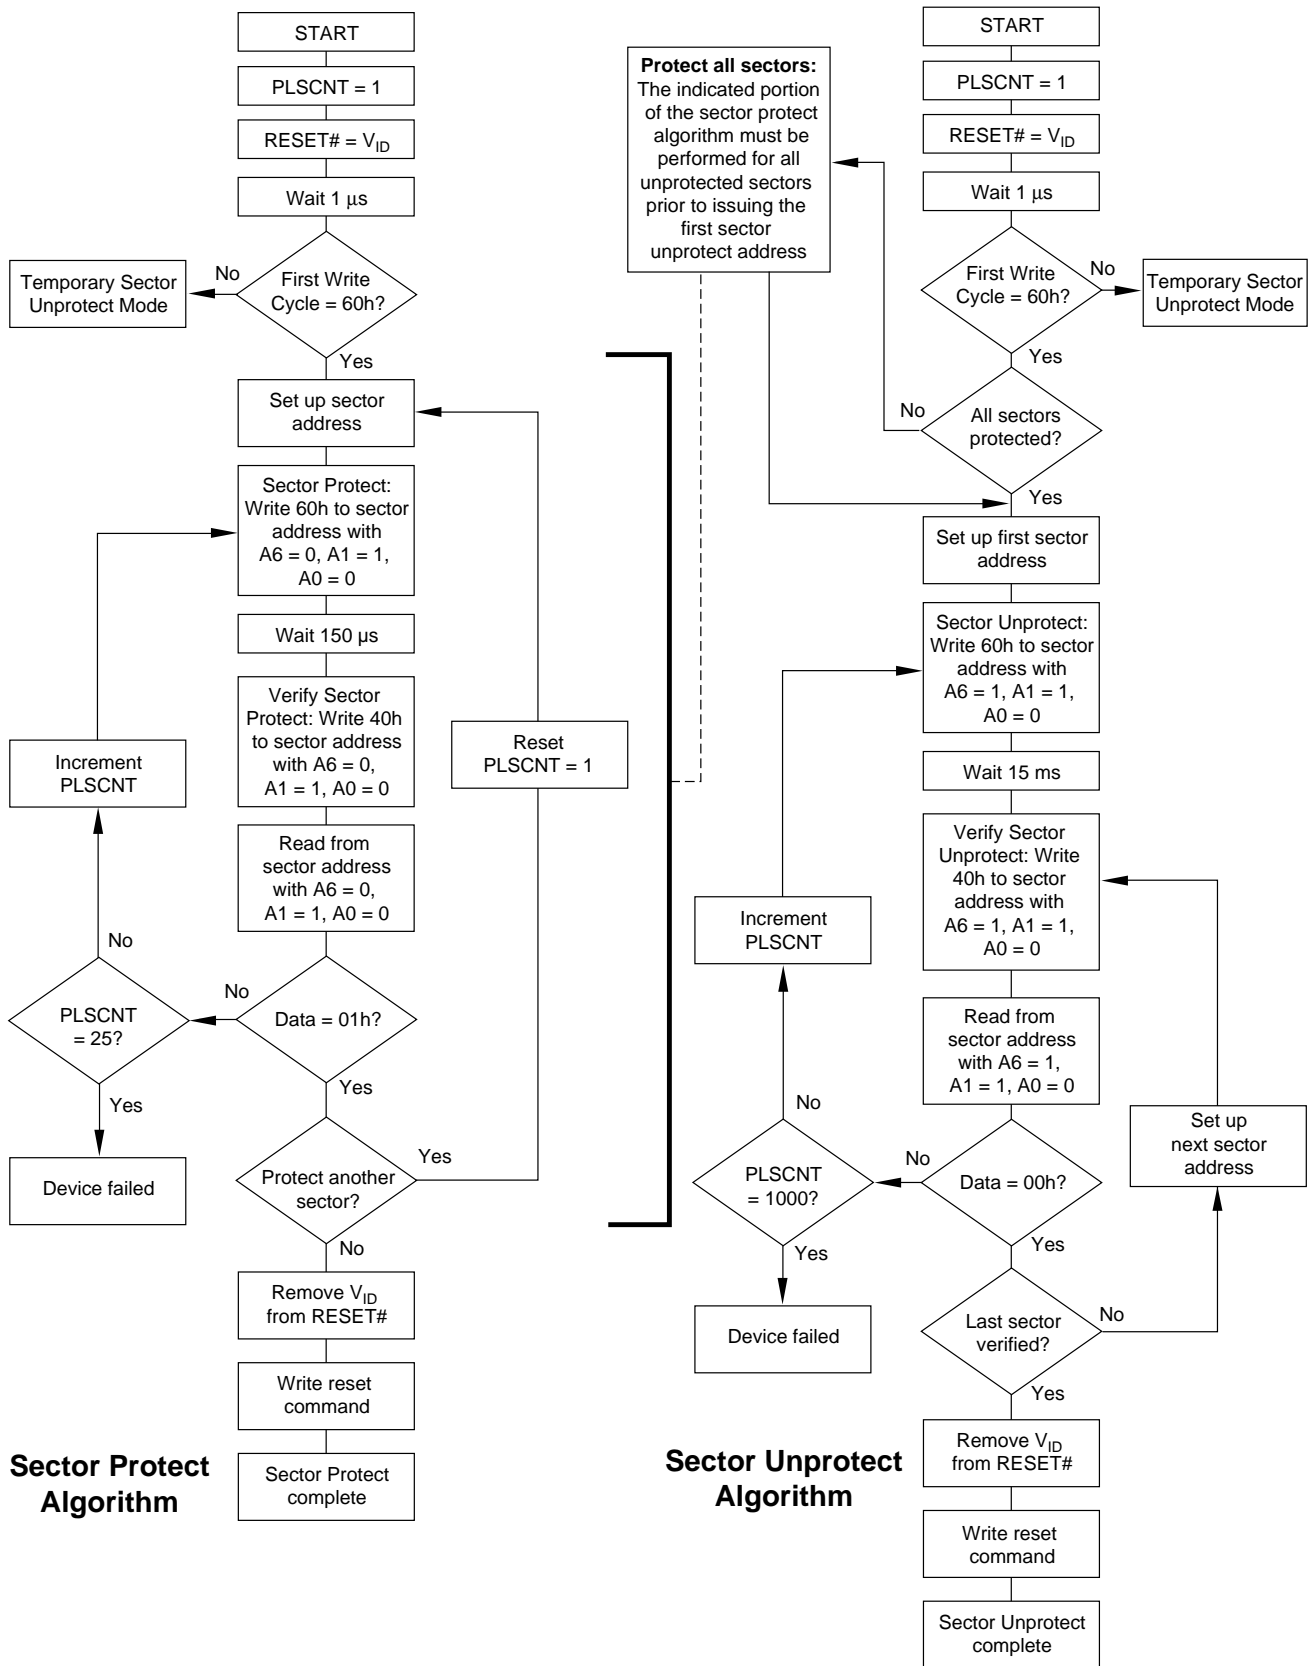 START
PLSCNT = 1
RESET# = VID
Wait 1 μs
First Write
Cycle = 60h?
No
Temporary Sector
Unprotect Mode
Yes
Set up sector
address
Sector Protect:
Write 60h to sector
address with
A6 = 0, A1 = 1,
A0 = 0
Wait 150 µs
Verify Sector
Protect: Write 40h
to sector address
with A6 = 0,
A1 = 1, A0 = 0
Reset
PLSCNT = 1
Increment
PLSCNT
Read from
sector address
with A6 = 0,
A1 = 1, A0 = 0
No
PLSCNT
= 25?
No
Data = 01h?
Yes
Yes
Device failed
Protect another
sector?
Yes
No
Remove VID
from RESET#
Write reset
command
Sector Protect
complete
Sector Protect
Algorithm
Protect all sectors:
The indicated portion
of the sector protect
algorithm must be
performed for all
unprotected sectors
prior to issuing the
first sector
unprotect address
START
PLSCNT = 1
RESET# = VID
Wait 1 μs
First Write
Cycle = 60h?
No
Temporary Sector
Unprotect Mode
Yes
No
All sectors
protected?
Yes
Set up first sector
address
Sector Unprotect:
Write 60h to sector
address with
A6 = 1, A1 = 1,
A0 = 0
Wait 15 ms
Verify Sector
Unprotect: Write
40h to sector
address with
A6 = 1, A1 = 1,
A0 = 0
Increment
PLSCNT
Read from
sector address
with A6 = 1,
A1 = 1, A0 = 0
No
Set up
next sector
address
PLSCNT
= 1000?
No
Data = 00h?
Yes
Yes
Device failed
Last sector
verified?
No
Yes
Remove VID
from RESET#
Write reset
command
Sector Unprotect
complete
Sector Unprotect
Algorithm